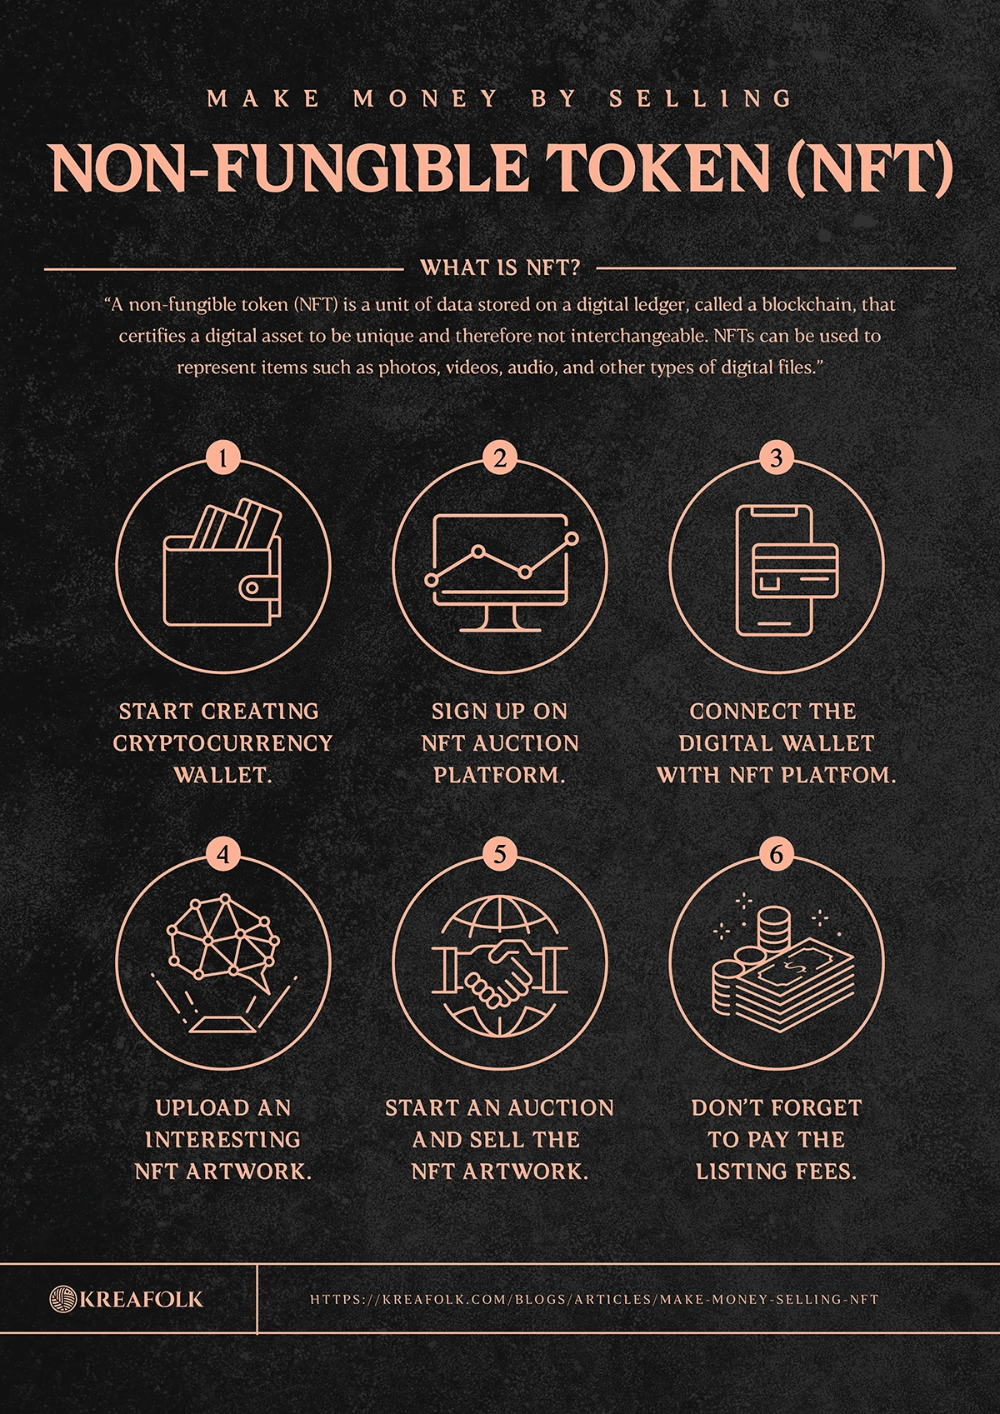 MAKE MONEY BY SELLING
NON-FUNGIBLE TOKEN (NFT)
WHAT IS NFT?
“A non-fungible token (NFT) is a unit of data stored on a digital ledger, called a blockchain, that
certifies a digital asset to be unique and therefore not interchangeable. NFTs can be used to
represent items such as photos, videos, audio, and other types of digital files.”
1
START CREATING
CRYPTOCURRENCY
WALLET.
2
SIGN UP ON
NFT AUCTION
PLATFORM.
3
CONNECT THE
DIGITAL WALLET
WITH NFT PLATFOM.
4
UPLOAD AN
INTERESTING
NFT ARTWORK.
5
START AN AUCTION
AND SELL THE
NFT ARTWORK.
6
DON’T FORGET
TO PAY THE
LISTING FEES.
KREAFOLK
HTTPS://KREAFOLK.COM/BLOGS/ARTICLES/MAKE-MONEY-SELLING-NFT